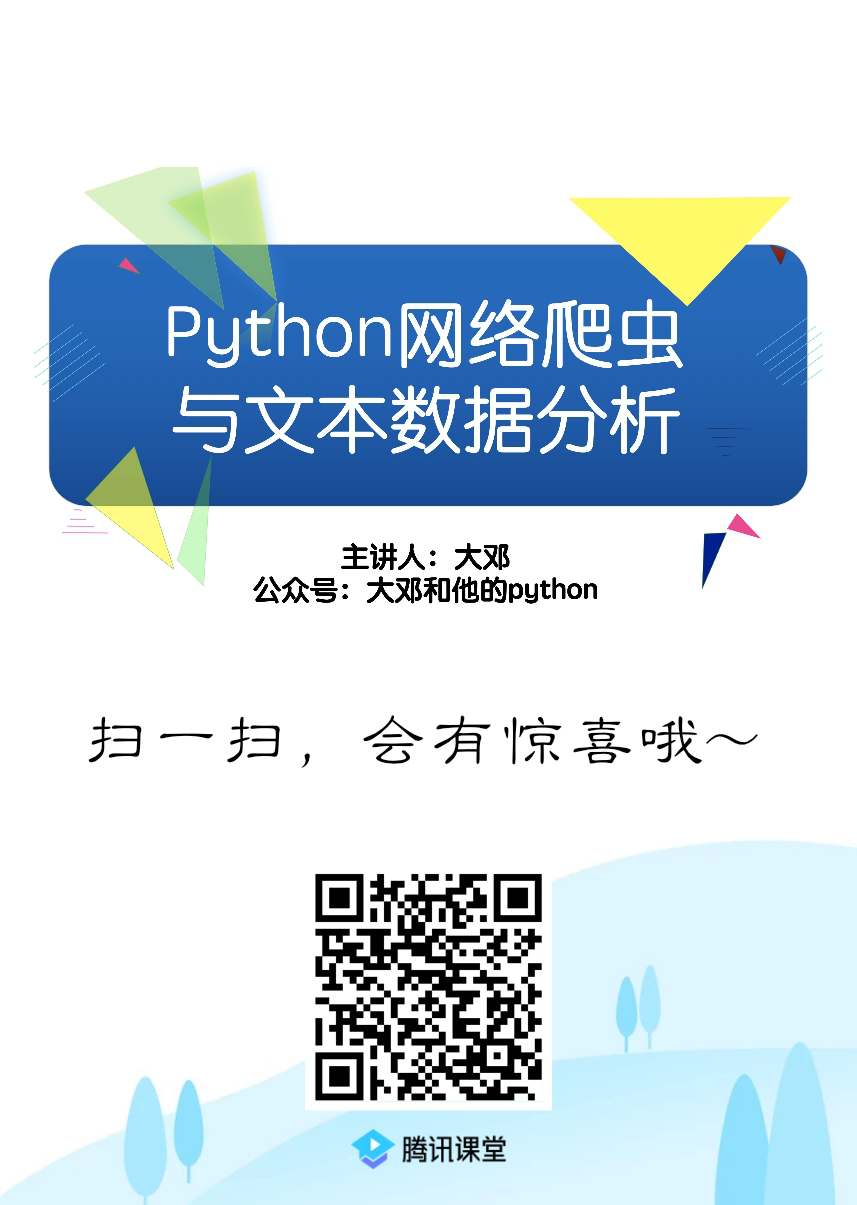 Python网络爬虫
与文本数据分析
主讲人：大邓
公众号：大邓和他的python
扫一扫，会有惊喜哦～
腾讯课堂